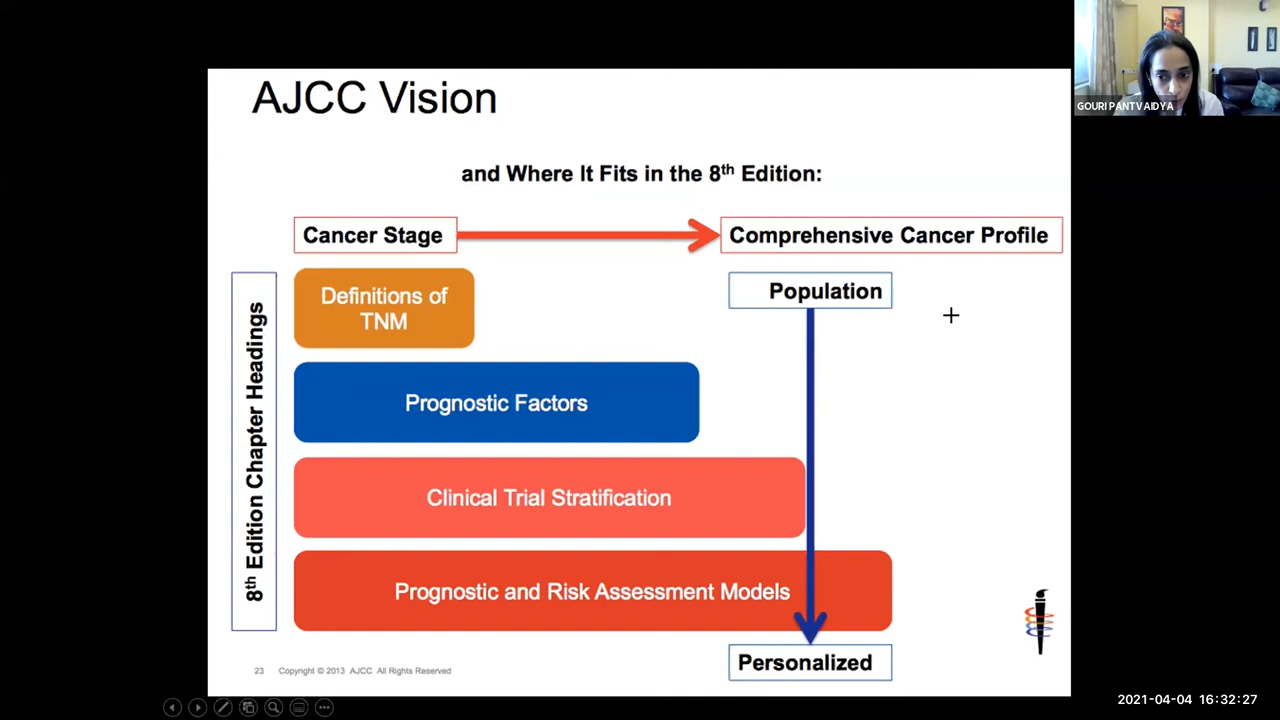 GOURI PANTVAIDYA
AJCC Vision
and Where It Fits in the 8th Edition:
Cancer Stage
Comprehensive Cancer Profile
8th Edition Chapter Headings
Definitions of
TNM
Population
Prognostic Factors
Clinical Trial Stratification
Prognostic and Risk Assessment Models
Personalized
23 Copyright © 2013 AJCC All Rights Reserved
2021-04-04 16:32:27